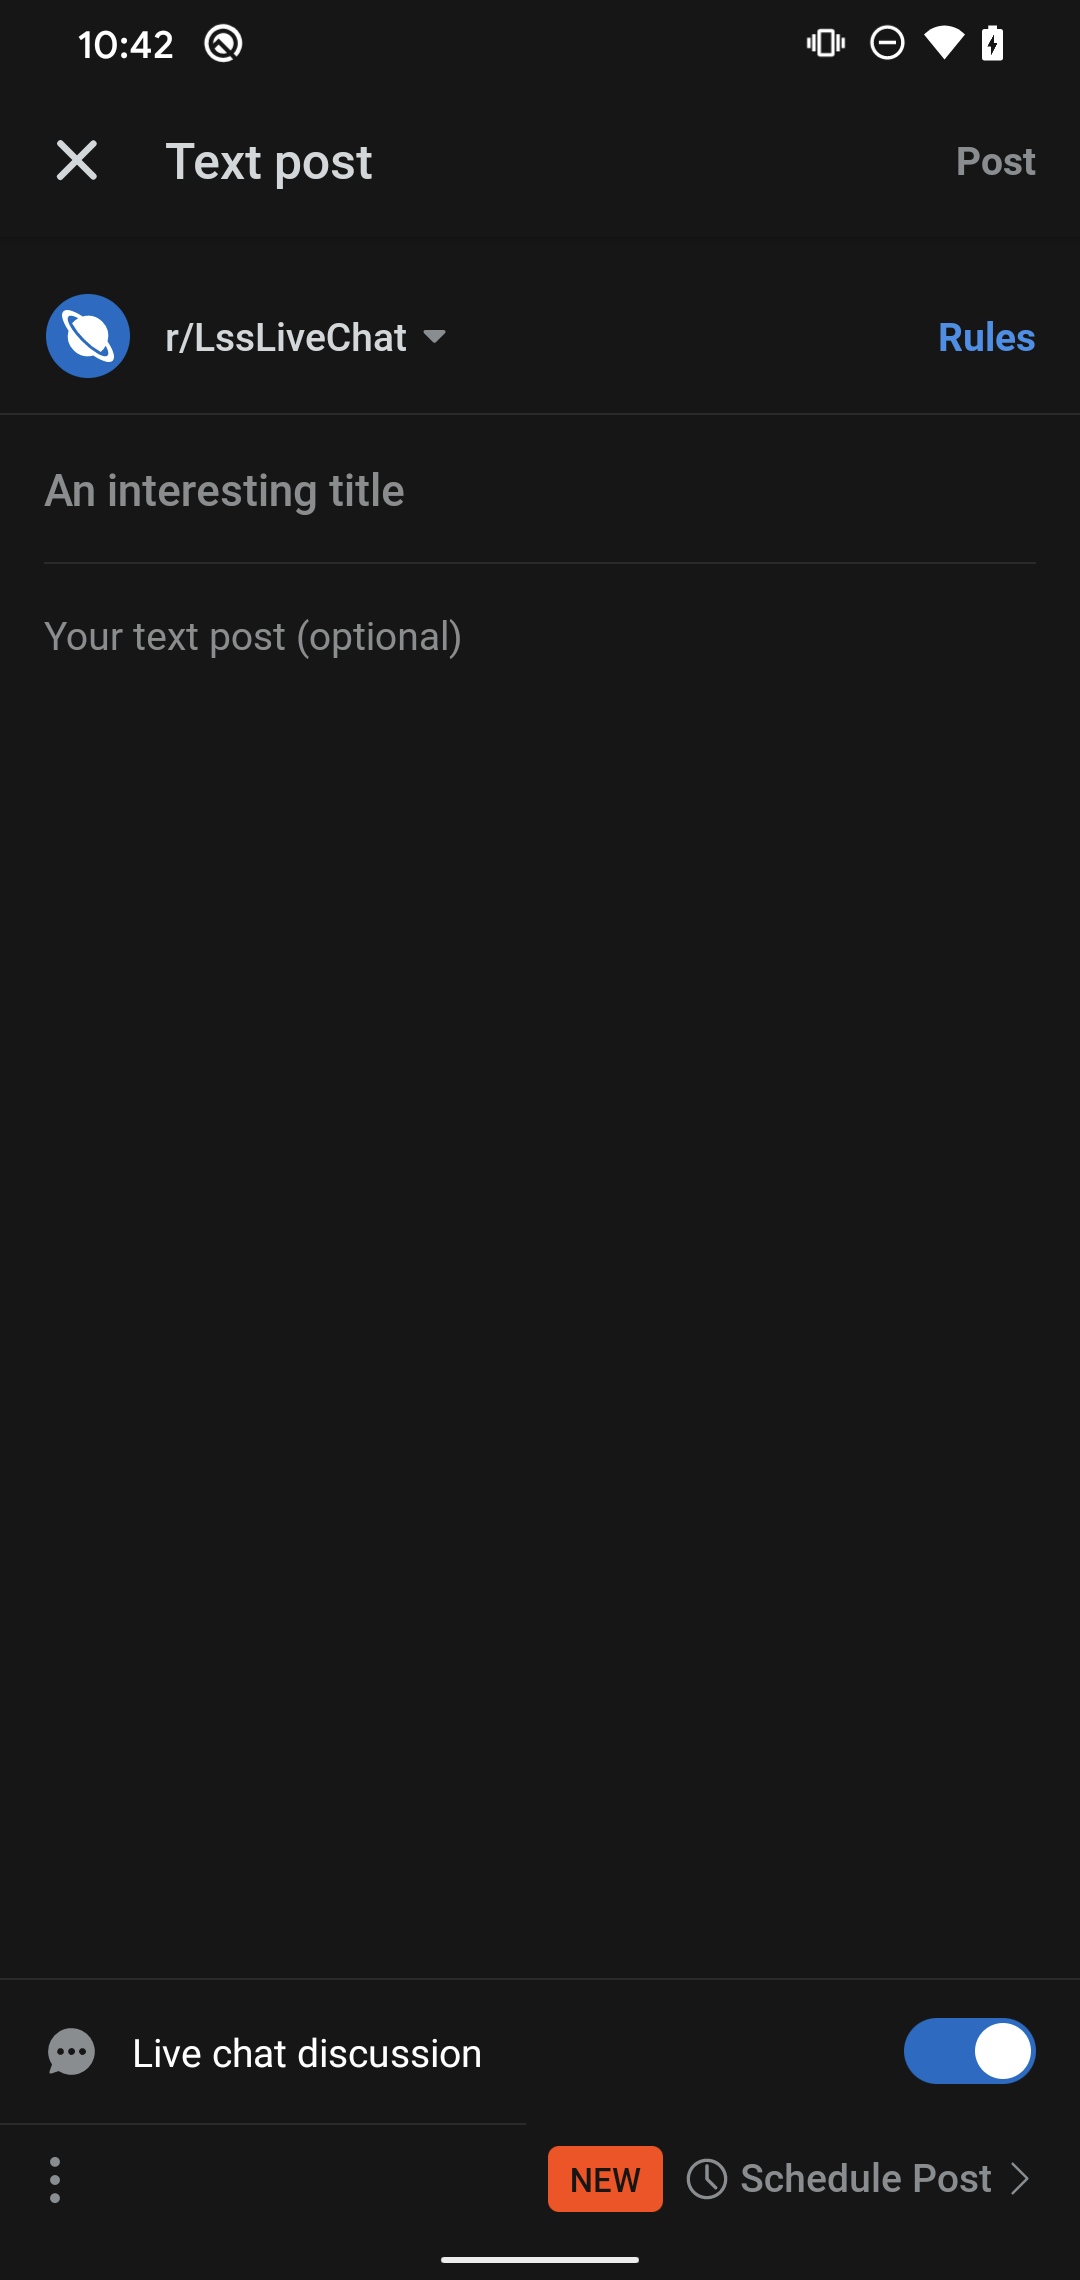 10:42
Text post
Post
r/LssLiveChat
Rules
An interesting title
Your text post (optional)
Live chat discussion
NEW
Schedule Post